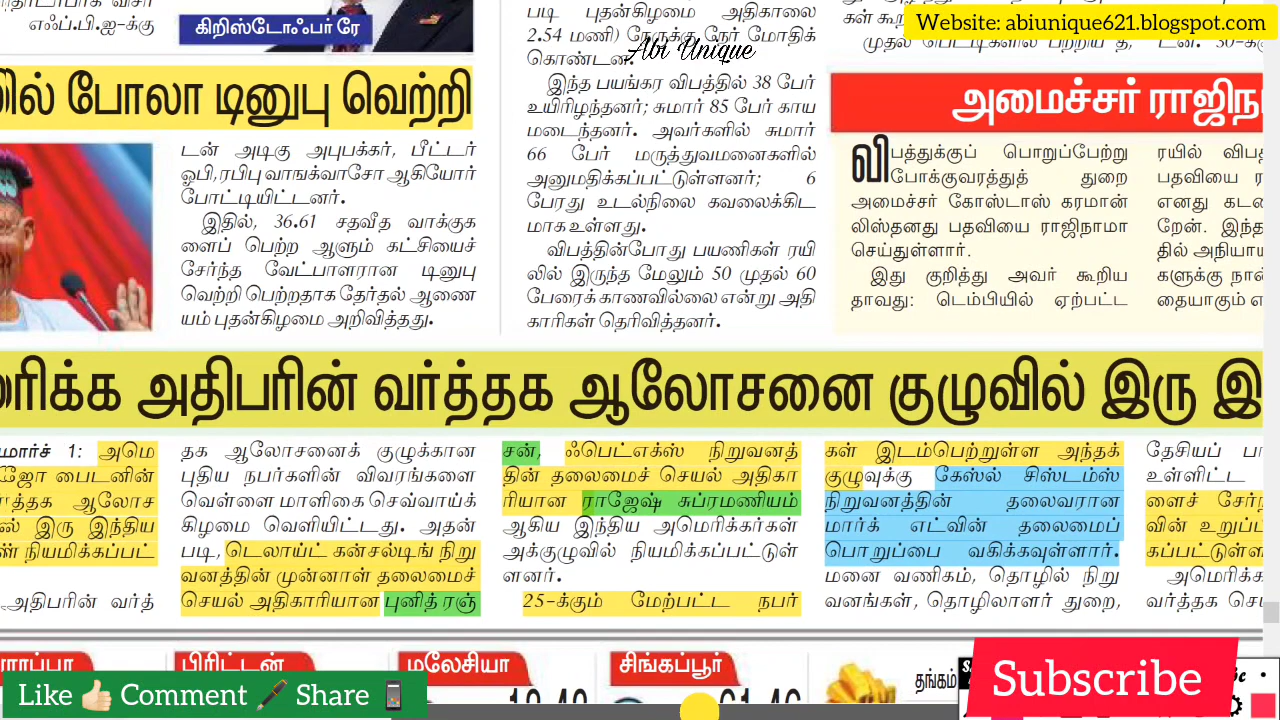 எஃப்.பி.ஐ-க்கு
கிறிஸ்டோஃபர் ரே
ில் போலா டினுபு வெற்றி
டன் அடிகு அபுபக்கர், பீட்டர்
ஓபி, ரபிபு வாங்க்வாசோ ஆகியோர்
போட்டியிட்டனர்.
இதில், 36.61 சதவீத வாக்குக
ளைப் பெற்ற ஆளும் கட்சியைச்
சேர்ந்த வேட்பாளரான டினுபு
வெற்றி பெற்றதாக தேர்தல் ஆணை
யம் புதன்கிழமை அறிவித்தது.
படி புதன்கிழமை அதிகாலை
2.54 மணி) நேருக்கு நேர் மோதிக்
கொண்டன.
Abi Unique
இந்த பயங்கர விபத்தில் 38 பேர்
உயிரிழந்தனர்; சுமார் 85 பேர் காய
மடைந்தனர். அவர்களில் சுமார்
66 பேர் மருத்துவமனைகளில்
அனுமதிக்கப்பட்டுள்ளனர்; 6
பேரது உடல்நிலை கவலைக்கிட
மாக உள்ளது.
விபத்தின்போது பயணிகள் ரயி
லில் இருந்த மேலும் 50 முதல் 60
பேரைக் காணவில்லை என்று அதி
காரிகள் தெரிவித்தனர்.
Website: abiunique621.blogspot.com
அமைச்சர் ராஜிநா
விபத்துக்குப் பொறுப்பேற்று
போக்குவரத்துத் துறை
அமைச்சர் கோஸ்டாஸ் கரமான்
லிஸ்தனது பதவியை ராஜிநாமா
செய்துள்ளார்.
இது குறித்து அவர் கூறிய
தாவது: டெம்பியில் ஏற்பட்ட
ரயில் விப
பதவியை ர
எனது கட
றேன். இந்த
தில் அநியாய
களுக்கு நா
தையாகும் எ
ரிக்க அதிபரின் வர்த்தக ஆலோசனை குழுவில் இரு இ
மார்ச் 1: அமெ
ஜோ பைடனின்
ர்த்தக ஆலோச
ல் இரு இந்திய
ள் நியமிக்கப்பட்
அதிபரின் வர்த்
தக ஆலோசனைக் குழுக்கான
புதிய நபர்களின் விவரங்களை
வெள்ளை மாளிகை செவ்வாய்க்
கிழமை வெளியிட்டது. அதன்
படி, டெலாய்ட் கன்சல்டிங் நிறு
வனத்தின் முன்னாள் தலைமைச்
செயல் அதிகாரியான புனித் ரஞ்
சன், ஃபெட்எக்ஸ் நிறுவனத்
தின் தலைமைச் செயல் அதிகா
ரியான ராஜேஷ் சுப்ரமணியம்
ஆகிய இந்திய அமெரிக்கர்கள்
அக்குழுவில் நியமிக்கப்பட்டுள்
ளனர்.
25-க்கும் மேற்பட்ட நபர்
கள் இடம்பெற்றுள்ள அந்தக்
குழுவுக்கு கேஸ்ல் சிஸ்டம்ஸ்
நிறுவனத்தின் தலைவரான
மார்க் எட்வின் தலைமைப்
பொறுப்பை வகிக்கவுள்ளார்.
மனை வணிகம், தொழில் நிறு
வனங்கள், தொழிலாளர் துறை,
தேசியப் பா
உள்ளிட்ட
ளைச் சேர்
வின் உறுப்
கப்பட்டுள்ள
அமெரிக்க
வர்த்தக செ
பிரிட்டன்
மலேசியா
சிங்கப்பூர்
தங்கம்
Like Comment Share
Subscribe